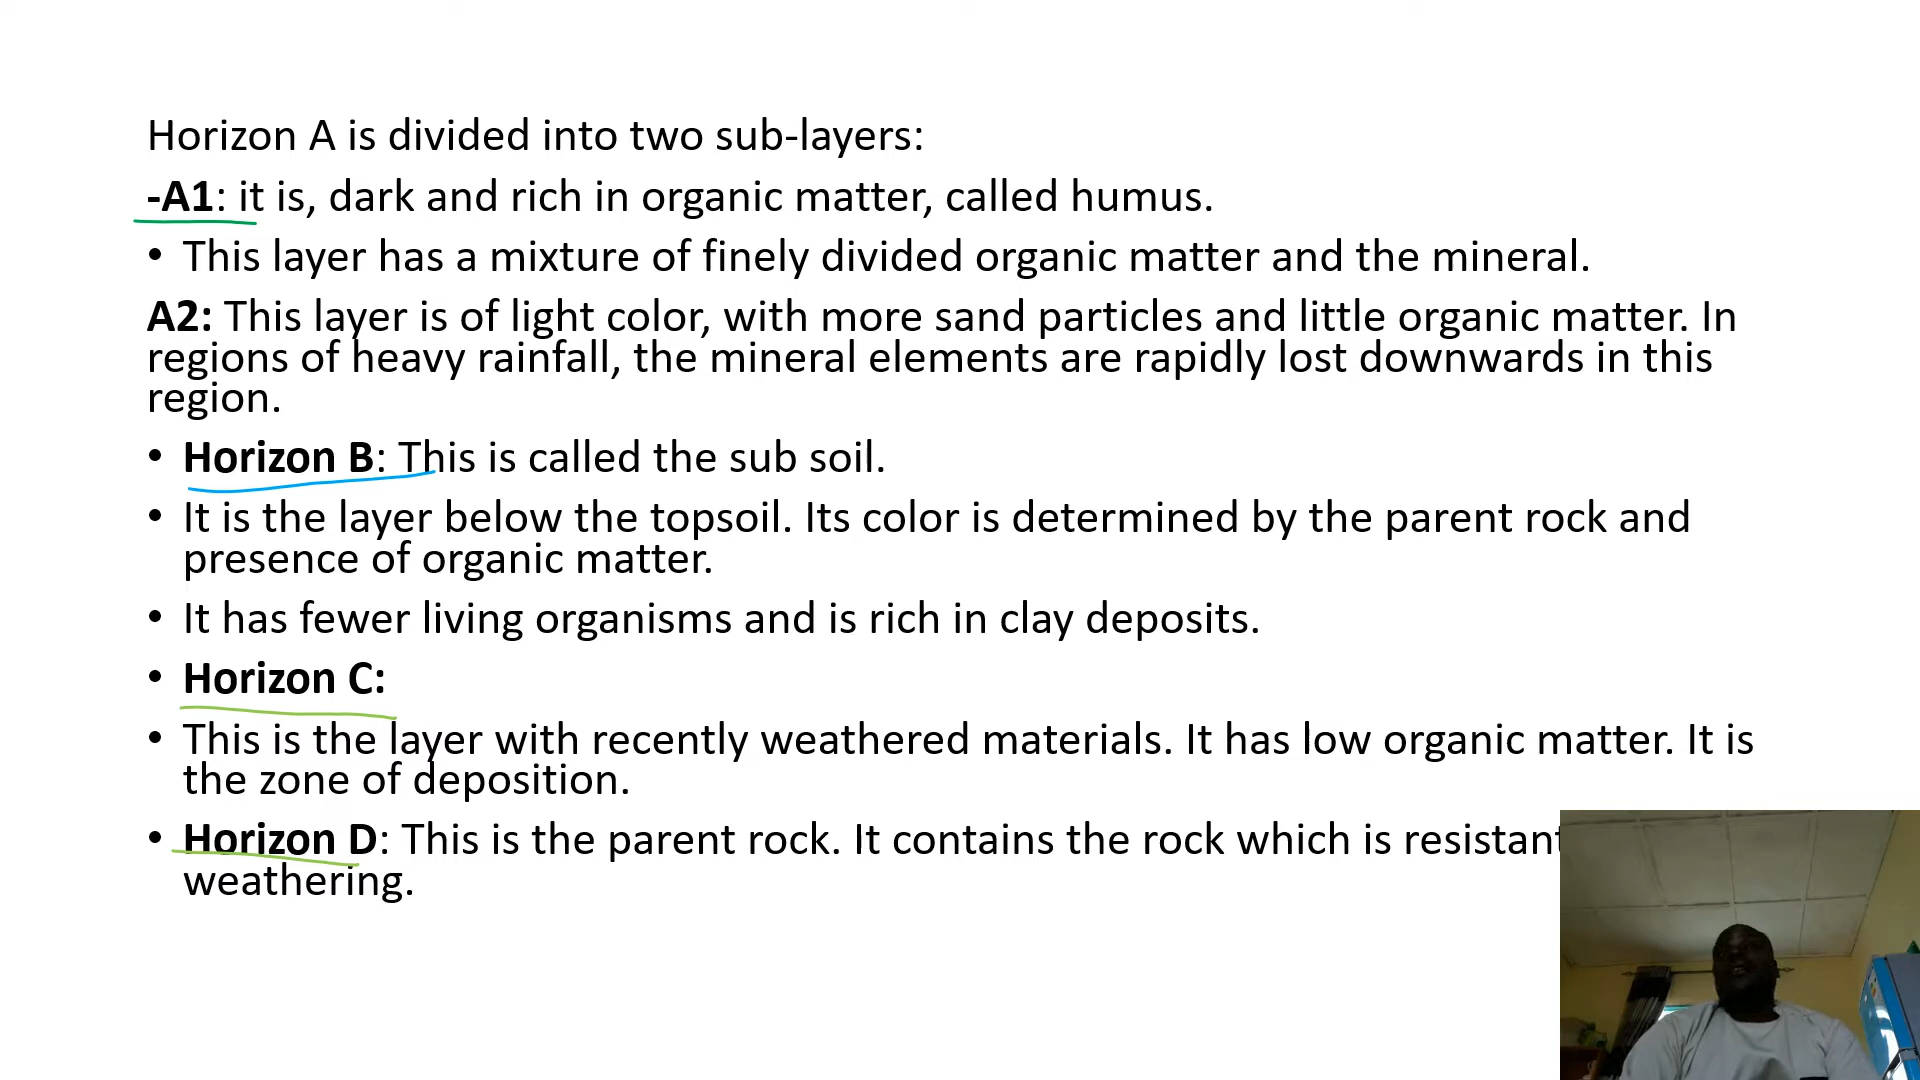 Horizon A is divided into two sub-layers:
-A1: it is, dark and rich in organic matter, called humus.
• This layer has a mixture of finely divided organic matter and the mineral.
A2: This layer is of light color, with more sand particles and little organic matter. In
regions of heavy rainfall, the mineral elements are rapidly lost downwards in this
region.
• Horizon B: This is called the sub soil.
• It is the layer below the topsoil. Its color is determined by the parent rock and
presence of organic matter.
• It has fewer living organisms and is rich in clay deposits.
• Horizon C:
• This is the layer with recently weathered materials. It has low organic matter. It is
the zone of deposition.
• Horizon D: This is the parent rock. It contains the rock which is resistant
weathering.